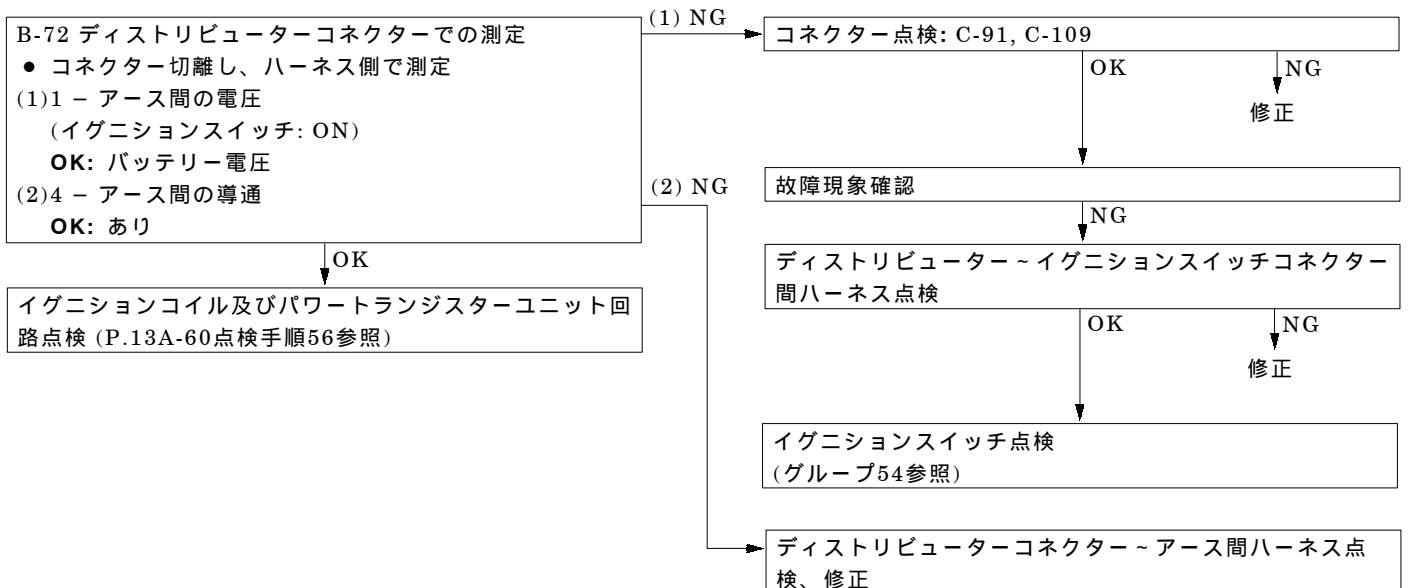 B-72 ディストリビューターコネクターでの測定
● コネクター切離し、ハーネス側で測定
(1)1 – アース間の電圧
(イグニションスイッチ: ON)
OK: バッテリー電圧
(2)4 – アース間の導通
OK: あり
OK
イグニションコイル及びパワートランジスターユニット回
路点検 (P.13A-60点検手順56参照)
(1) NG
コネクター点検: C-91, C-109
OK
NG
修正
故障現象確認
NG
ディストリビューター ~ イグニションスイッチコネクター
間ハーネス点検
OK
NG
修正
イグニションスイッチ点検
(グループ54参照)
(2) NG
ディストリビューターコネクター ~ アース間ハーネス点
検、修正